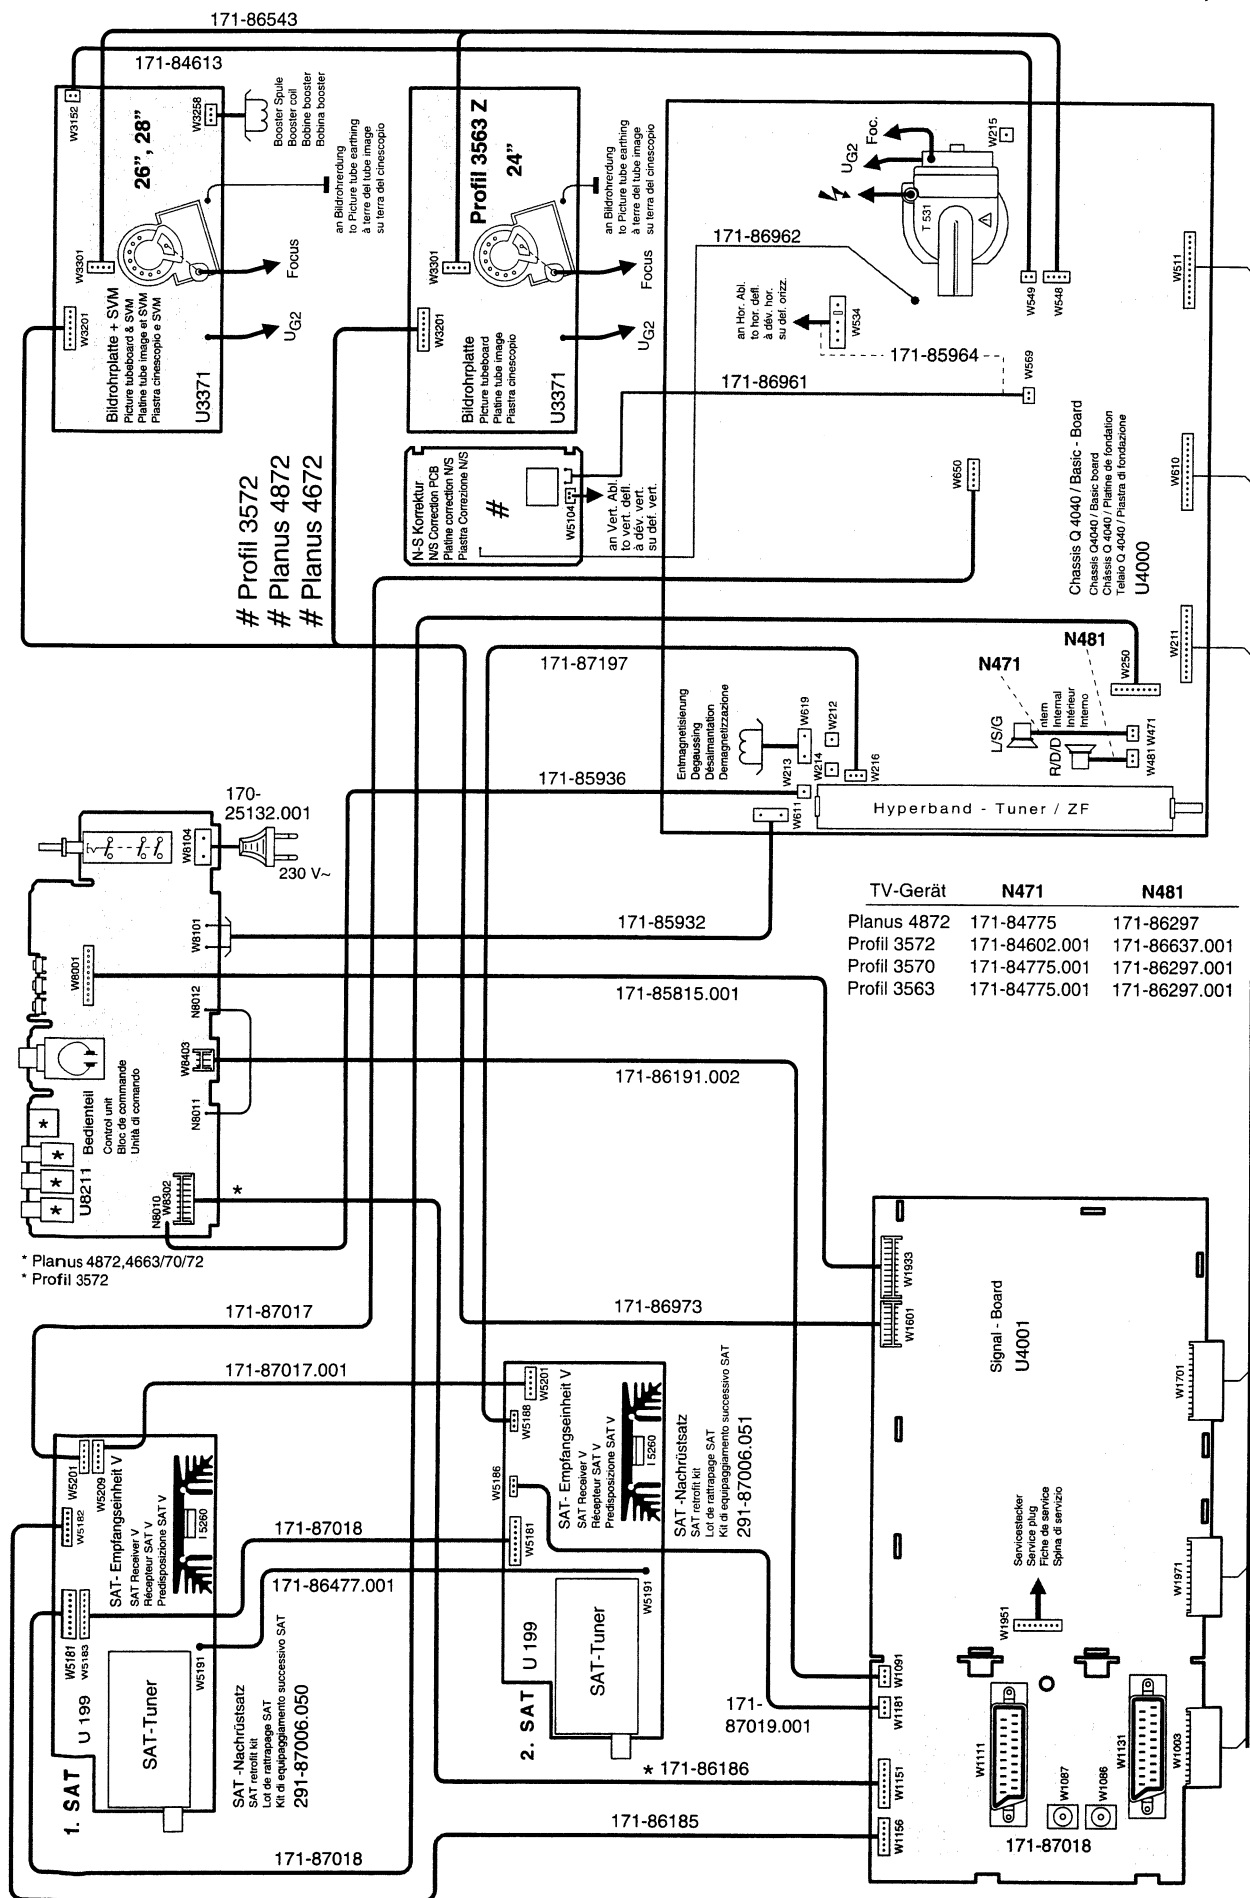 171-86543
171-84613
W3152
W3258
Booster Spule
Booster coil
Bobine booster
Bobina booster
26”, 28”
W3301
W3201
an Bildrohrerdung
to Picture tube earthing
à terre del tube image
su terra del cinescopio
Focus
UG2
Bildrohrplatte + SVM
Picture tubeboard & SVM
Platine tube image et SVM
Piastra cinescopio e SVM
U3371
Profil 3563 Z
24”
W3301
W3201
an Bildrohrerdung
to Picture tube earthing
à terre del tube image
su terra del cinescopio
Focus
UG2
Bildrohrplatte
Picture tubeboard
Platine tube image
Piastra cinescopio
U3371
Foc.
UG2
W215
T 531
171-86962
an Hor. Abl.
to hor. defl.
à dév. hor.
su def. orizz.
W534
W549
W548
W511
171-85964
W569
171-86961
# Profil 3572
# Planus 4872
# Planus 4672
N-S Korrektur
N/S Correction PCB
Platine correction N/S
Piastra Correzione N/S
#
W5104
an Vert. Abl.
to vert. defl.
à dév. vert.
su def. vert.
W650
W610
Chassis Q 4040 / Basic - Board
Chassis Q4040 / Basic board
Châssis Q 4040 / Platine de fondation
Telaio Q 4040 / Piastra di fondazione
U4000
W211
171-87197
N471
N481
W250
Entmagnetisierung
Degaussing
Désaimantation
Demagnetizzazione
W619
W212
W213
W214
W216
L/S/G
R/D/D
ntern
Internal
Intérieur
Interno
W471
W481
171-85936
W611
Hyperband - Tuner / ZF
170-
25132.001
W8104
230 V~
171-85932
W8101
W8001
171-85815.001
N8012
W8403
171-86191.002
N8011
Bedienteil
Control unit
Bloc de commande
Unità di comando
U8211
*
*
*
*
N8010
W8302
*
* Planus 4872,4663/70/72
* Profil 3572
TV-Gerät N471 N481
Planus 4872 171-84775 171-86297
Profil 3572 171-84602.001 171-86637.001
Profil 3570 171-84775.001 171-86297.001
Profil 3563 171-84775.001 171-86297.001
171-87017
171-86973
W1933
W1601
Signal - Board
U4001
171-87017.001
W5201
W5209
W5182
W5181
W5183
SAT- Empfangseinheit V
SAT Receiver V
Récepteur SAT V
Predisposizione SAT V
I 5260
171-87018
171-86477.001
W5191
U 199
SAT-Tuner
1. SAT
SAT -Nachrüstsatz
SAT retrofit kit
Lot de rattrapage SAT
Kit di equipaggiamento successivo SAT
291-87006.050
W5201
W5188
W5186
W5181
SAT- Empfangseinheit V
SAT Receiver V
Récepteur SAT V
Predisposizione SAT V
I 5260
SAT -Nachrüstsatz
SAT retrofit kit
Lot de rattrapage SAT
Kit di equipaggiamento successivo SAT
291-87006.051
W5191
U 199
SAT-Tuner
2. SAT
171-
87019.001
* 171-86186
171-86185
171-87018
W1701
Servicestecker
Service plug
Fiche de service
Spina di servizio
W1951
W1971
W1091
W1181
W1151
W1156
W1111
W1131
W1003
W1087
W1086
171-87018